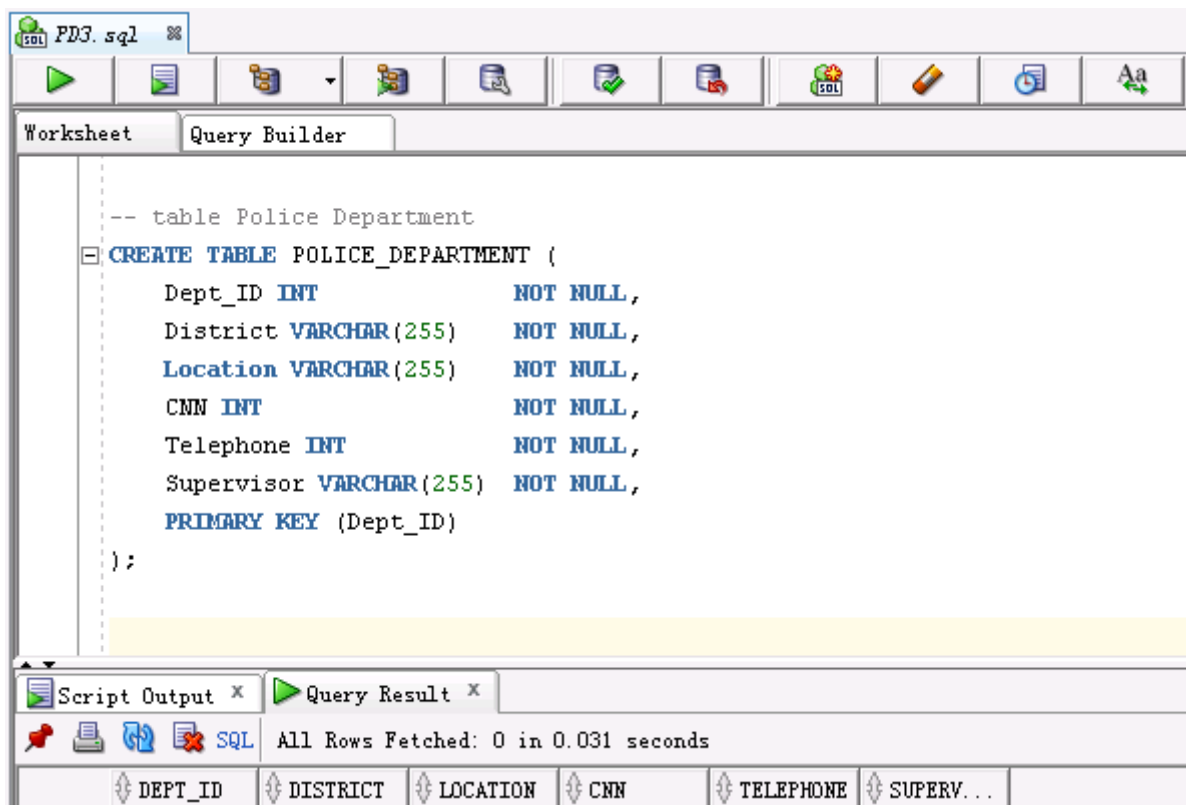 PD3.sql
SQL
Aa
Worksheet Query Builder
-- table Police Department
CREATE TABLE POLICE_DEPARTMENT (
Dept_ID INT NOT NULL,
District VARCHAR(255) NOT NULL,
Location VARCHAR(255) NOT NULL,
CNN INT NOT NULL,
Telephone INT NOT NULL,
Supervisor VARCHAR(255) NOT NULL,
PRIMARY KEY (Dept_ID)
);
Script Output x Query Result x
SQL All Rows Fetched: 0 in 0.031 seconds
DEPT_ID DISTRICT LOCATION CNN TELEPHONE SUPERV...